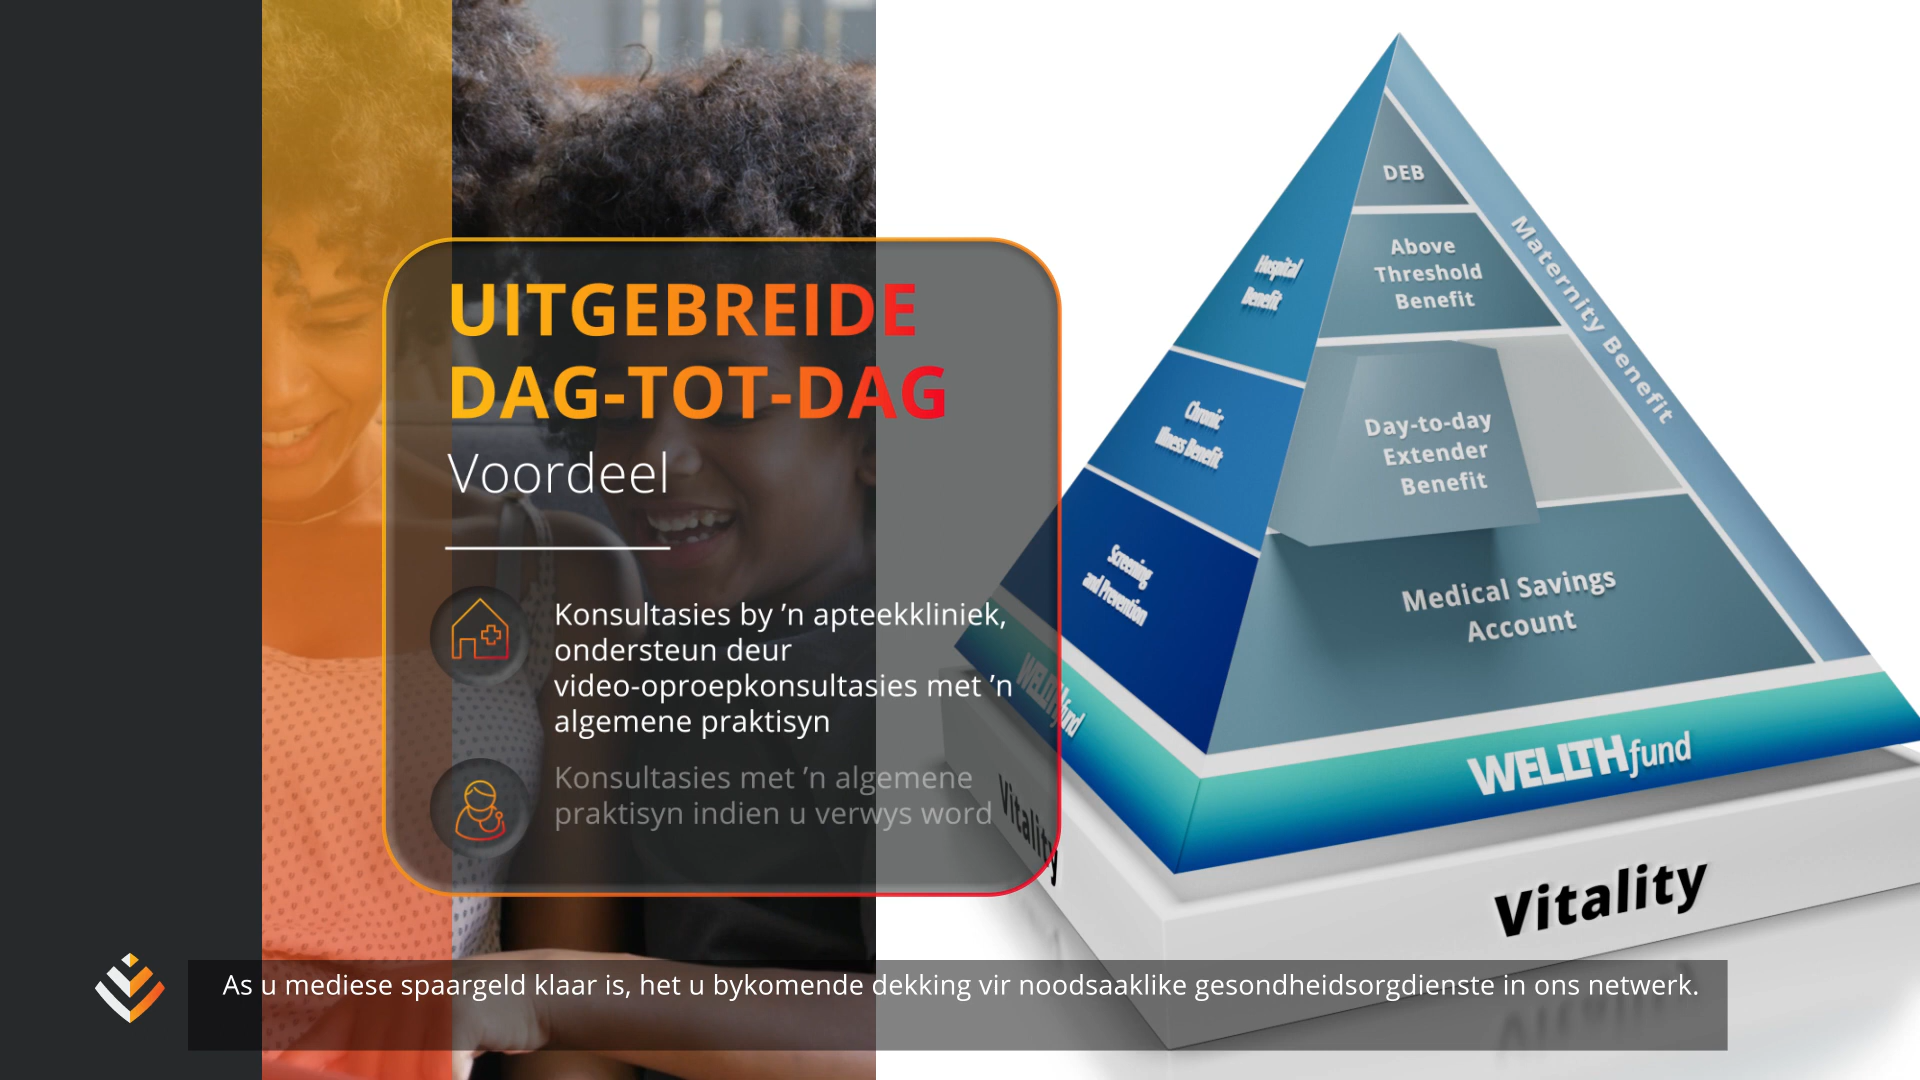 UITGEBREIDE
DAG-TOT-DAG
Voordeel
Konsultasies by ’n apteekkliniek,
ondersteun deur
video-oproepkonsultasies met ’n
algemene praktisyn
Konsultasies met ’n algemene
praktisyn indien u verwys word
DEB
Above
Threshold
Benefit
Maternity Benefit
Hospital
Benefit
Day-to-day
Extender
Benefit
Chronic
Illness Benefit
Screening
and Prevention
Medical Savings
Account
WELLTHfund
WELLTHfund
Vitality
Vitality
As u mediese spaargeld klaar is, het u bykomende dekking vir noodsaaklike gesondheidsorgdienste in ons netwerk.